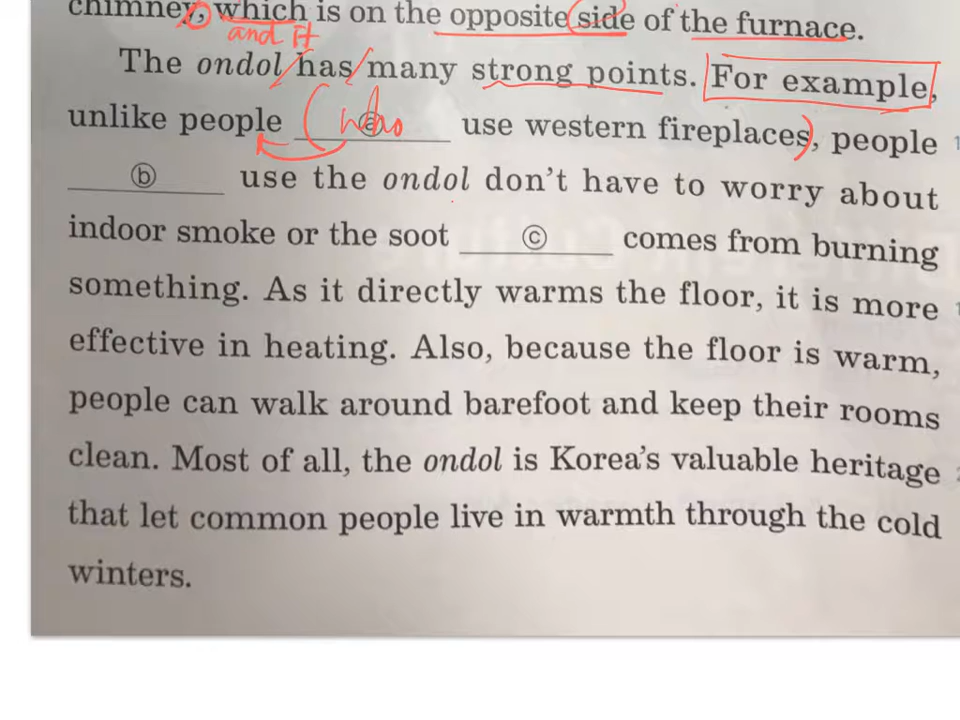 chimney, which is on the opposite side of the furnace.
and it
The ondol has many strong points. For example,
unlike people who ⓐ use western fireplaces, people
ⓑ use the ondol don't have to worry about
indoor smoke or the soot ⓒ comes from burning
something. As it directly warms the floor, it is more
effective in heating. Also, because the floor is warm,
people can walk around barefoot and keep their rooms
clean. Most of all, the ondol is Korea's valuable heritage
that let common people live in warmth through the cold
winters.